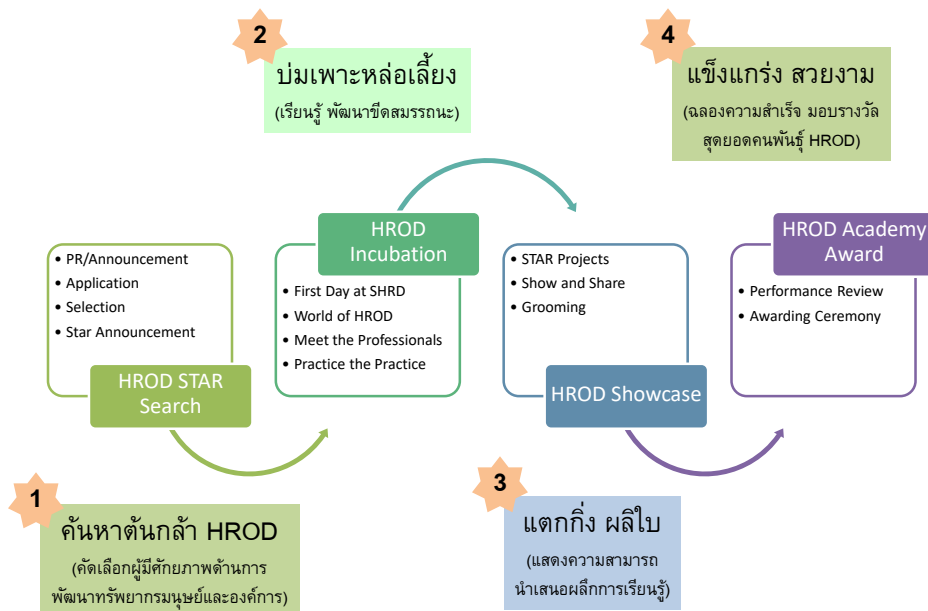 2
บ่มเพาะหล่อเลี้ยง
(เรียนรู้ พัฒนาขีดสมรรถนะ)
4
แข็งแกร่ง สวยงาม
(ฉลองความสำเร็จ มอบรางวัล
สุดยอดคนพันธุ์ HROD)
• PR/Announcement
• Application
• Selection
• Star Announcement
HROD STAR
Search
HROD
Incubation
• First Day at SHRD
• World of HROD
• Meet the Professionals
• Practice the Practice
• STAR Projects
• Show and Share
• Grooming
HROD Showcase
HROD Academy
Award
• Performance Review
• Awarding Ceremony
1
ค้นหาต้นกล้า HROD
(คัดเลือกผู้มีศักยภาพด้านการ
พัฒนาทรัพยากรมนุษย์และองค์การ)
3
แตกกิ่ง ผลิใบ
(แสดงความสามารถ
นำเสนอผลึกการเรียนรู้)